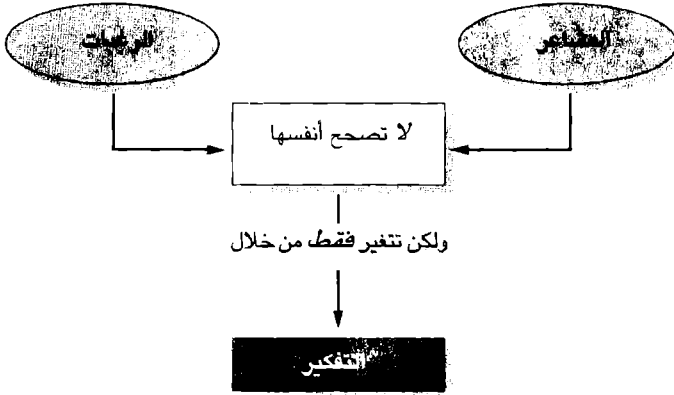 المشاعر
الرغبات
لا تصحح أنفسها
ولكن تتغير فقط من خلال
التفكير